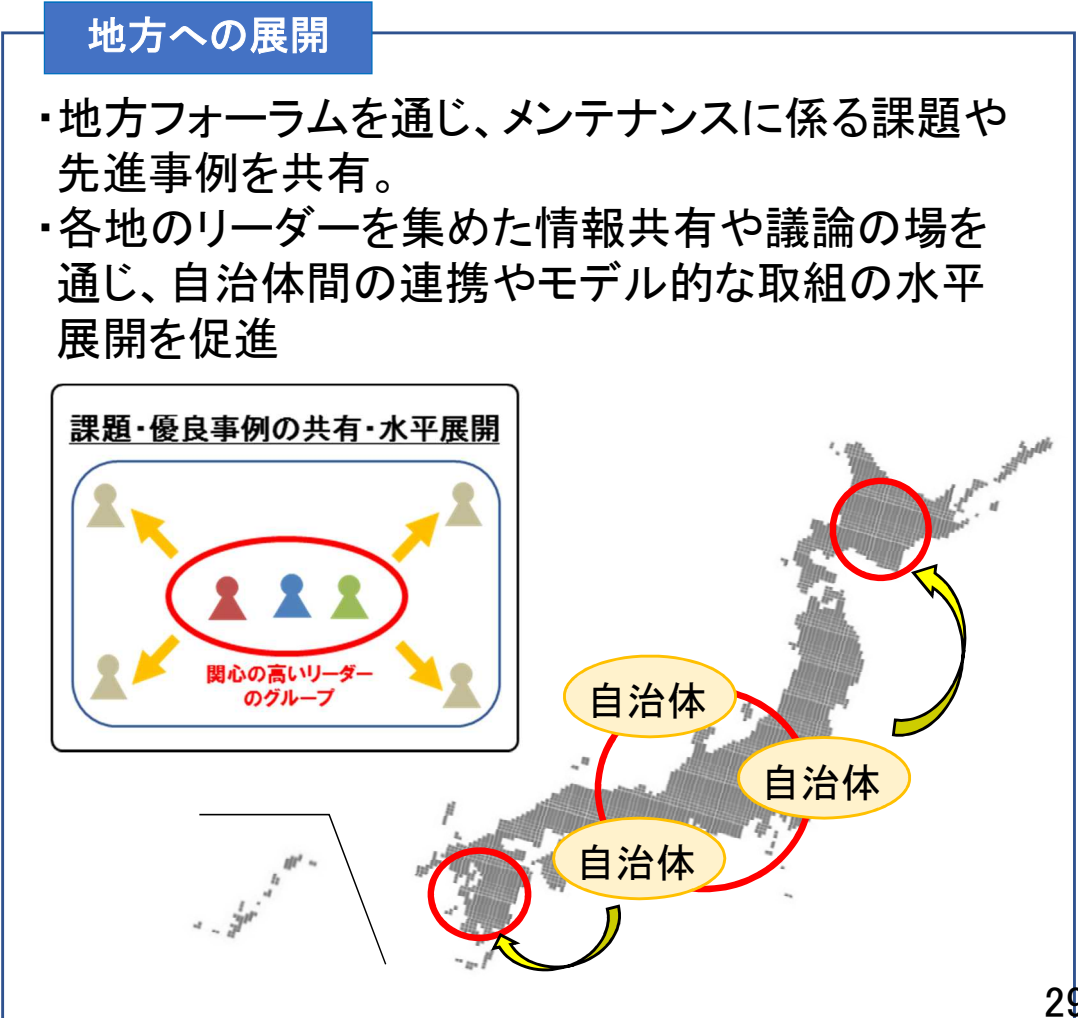 地方への展開
・地方フォーラムを通じ、メンテナンスに係る課題や
先進事例を共有。
・各地のリーダーを集めた情報共有や議論の場を
通じ、自治体間の連携やモデル的な取組の水平
展開を促進
課題・優良事例の共有・水平展開
関心の高いリーダー
のグループ
自治体
自治体
自治体
29